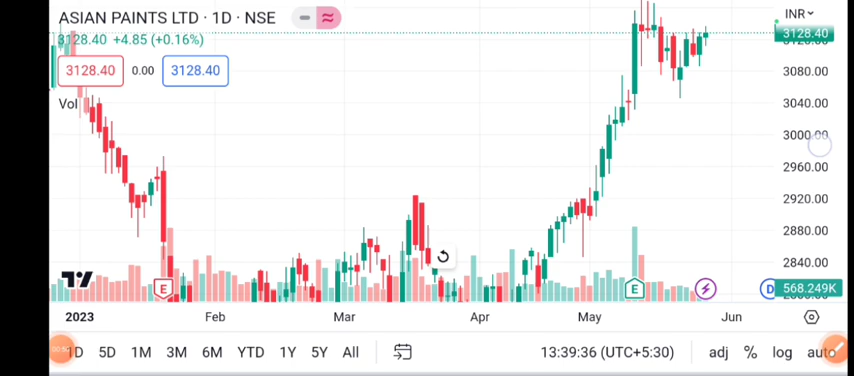 ASIAN PAINTS LTD · 1D · NSE
INR
3128.40 +4.85 (+0.16%)
3128.40
3128.40 0.00 3128.40
3080.00
Vol
3040.00
3000.00
2960.00
2920.00
2880.00
2840.00
E E D 568.249K
2023 Feb Mar Apr May Jun
1D 5D 1M 3M 6M YTD 1Y 5Y All 13:39:36 (UTC+5:30) adj % log auto